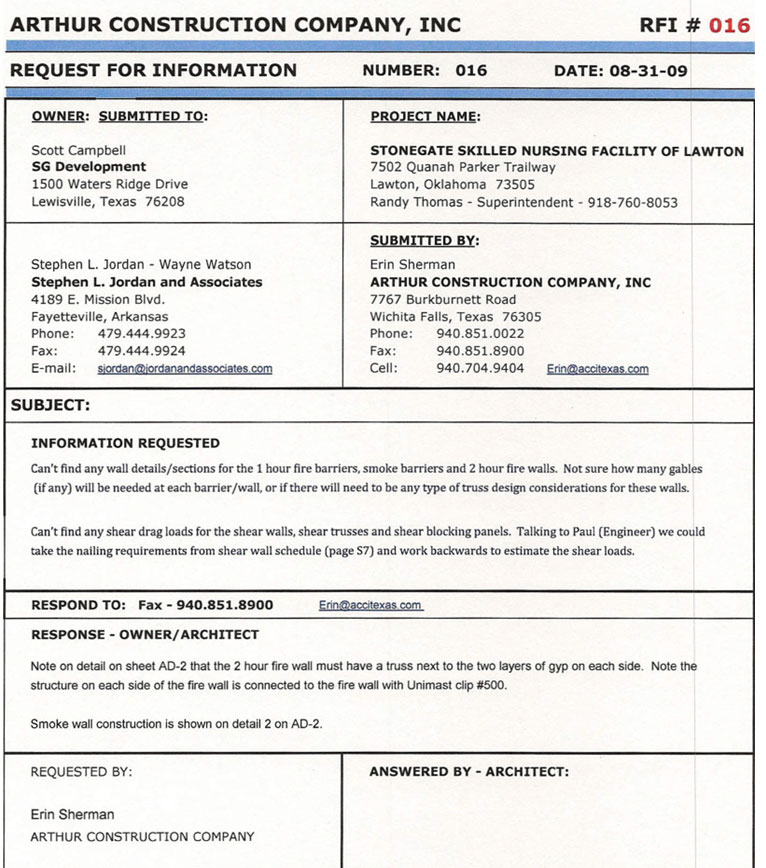 ARTHUR CONSTRUCTION COMPANY, INC RFI # 016
REQUEST FOR INFORMATION NUMBER: 016 DATE: 08-31-09
OWNER: SUBMITTED TO:
Scott Campbell
SG Development
1500 Waters Ridge Drive
Lewisville, Texas 76208
PROJECT NAME:
STONEGATE SKILLED NURSING FACILITY OF LAWTON
7502 Quanah Parker Trailway
Lawton, Oklahoma 73505
Randy Thomas - Superintendent - 918-760-8053
Stephen L. Jordan - Wayne Watson
Stephen L. Jordan and Associates
4189 E. Mission Blvd.
Fayetteville, Arkansas
Phone: 479.444.9923
Fax: 479.444.9924
E-mail: sjordan@jordanandassociates.com
SUBMITTED BY:
Erin Sherman
ARTHUR CONSTRUCTION COMPANY, INC
7767 Burkburnett Road
Wichita Falls, Texas 76305
Phone: 940.851.0022
Fax: 940.851.8900
Cell: 940.704.9404 Erin@accitexas.com
SUBJECT:
INFORMATION REQUESTED
Can't find any wall details/sections for the 1 hour fire barriers, smoke barriers and 2 hour fire walls. Not sure how many gables
(if any) will be needed at each barrier/wall, or if there will need to be any type of truss design considerations for these walls.
Can't find any shear drag loads for the shear walls, shear trusses and shear blocking panels. Talking to Paul (Engineer) we could
take the nailing requirements from shear wall schedule (page S7) and work backwards to estimate the shear loads.
RESPOND TO: Fax - 940.851.8900 Erin@accitexas.com
RESPONSE - OWNER/ARCHITECT
Note on detail on sheet AD-2 that the 2 hour fire wall must have a truss next to the two layers of gyp on each side. Note the
structure on each side of the fire wall is connected to the fire wall with Unimast clip #500.
Smoke wall construction is shown on detail 2 on AD-2.
REQUESTED BY:
Erin Sherman
ARTHUR CONSTRUCTION COMPANY
ANSWERED BY - ARCHITECT: